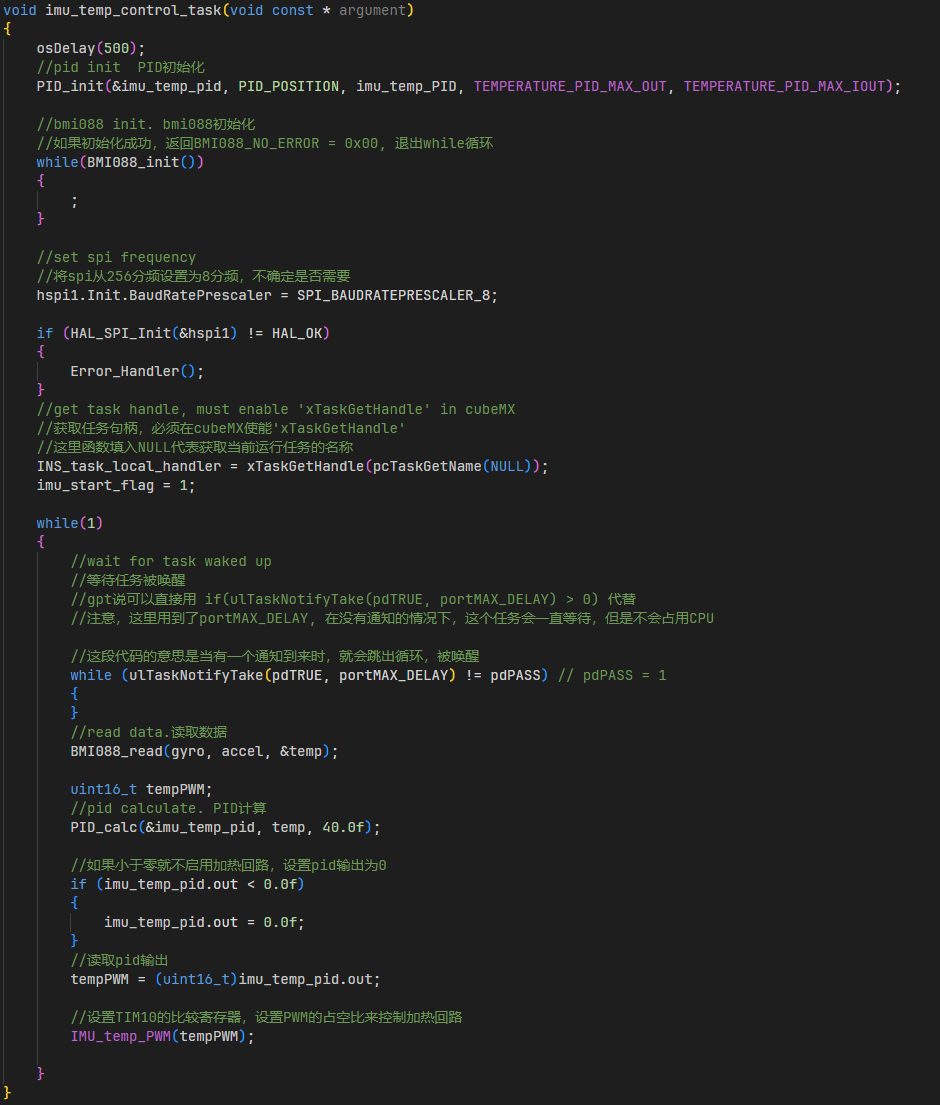 void imu_temp_control_task(void const * argument)
{
    osDelay(500);
    //pid init  PID初始化
    PID_init(&imu_temp_pid, PID_POSITION, imu_temp_PID, TEMPERATURE_PID_MAX_OUT, TEMPERATURE_PID_MAX_IOUT);
    //bmi088 init. bmi088初始化
    //如果初始化成功，返回BMI088_NO_ERROR = 0x00, 退出while循环
    while(BMI088_init())
    {
        ;
    }
    //set spi frequency
    //将spi从256分频设置为8分频，不确定是否需要
    hspi1.Init.BaudRatePrescaler = SPI_BAUDRATEPRESCALER_8;
    if (HAL_SPI_Init(&hspi1) != HAL_OK)
    {
        Error_Handler();
    }
    //get task handle, must enable 'xTaskGetHandle' in cubeMX
    //获取任务句柄，必须在cubeMX使能'xTaskGetHandle'
    //这里函数填入NULL代表获取当前运行任务的名称
    INS_task_local_handler = xTaskGetHandle(pcTaskGetName(NULL));
    imu_start_flag = 1;
    while(1)
    {
        //wait for task waked up
        //等待任务被唤醒
        //gpt说可以直接用 if(ulTaskNotifyTake(pdTRUE, portMAX_DELAY) > 0) 代替
        //注意，这里用到了portMAX_DELAY, 在没有通知的情况下，这个任务会一直等待，但是不会占用CPU
        //这段代码的意思是当有一个通知到来时，就会跳出循环，被唤醒
        while (ulTaskNotifyTake(pdTRUE, portMAX_DELAY) != pdPASS) // pdPASS = 1
        {
        }
        //read data.读取数据
        BMI088_read(gyro, accel, &temp);
        uint16_t tempPWM;
        //pid calculate. PID计算
        PID_calc(&imu_temp_pid, temp, 40.0f);
        //如果小于零就不启用加热回路，设置pid输出为0
        if (imu_temp_pid.out < 0.0f)
        {
            imu_temp_pid.out = 0.0f;
        }
        //读取pid输出
        tempPWM = (uint16_t)imu_temp_pid.out;
        //设置TIM10的比较寄存器，设置PWM的占空比来控制加热回路
        IMU_temp_PWM(tempPWM);
    }
}